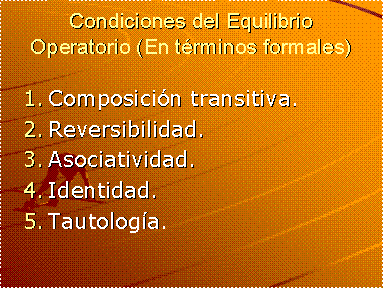 Condiciones del Equilibrio
Operatorio (En términos formales)
1. Composición transitiva.
2. Reversibilidad.
3. Asociatividad.
4. Identidad.
5. Tautología.